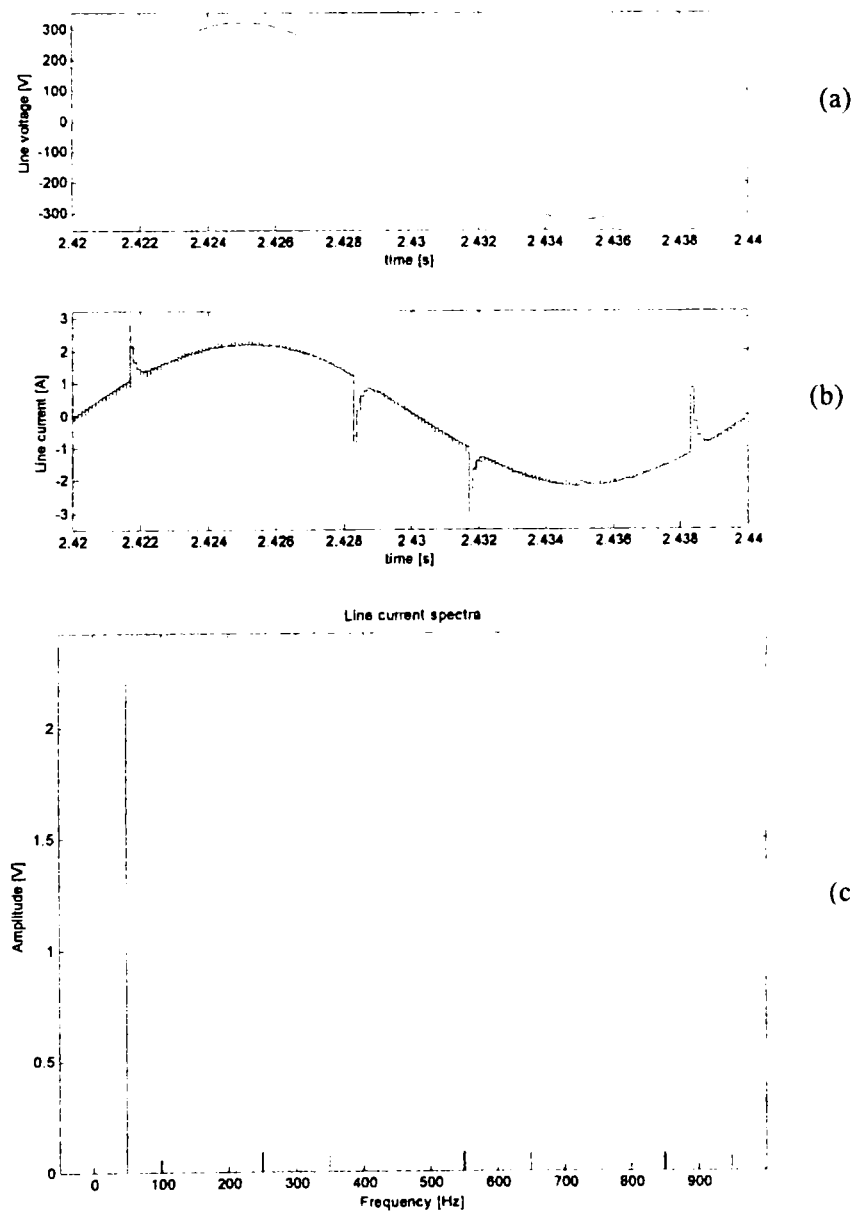 300
200
100
0
-100
-200
-300
Line voltage [V]
2.42 2.422 2.424 2.426 2.428 2.43 2.432 2.434 2.436 2.438 2.44
time [s]
(a)
3
2
1
0
-1
-2
-3
Line current [A]
2.42 2.422 2.424 2.426 2.428 2.43 2.432 2.434 2.436 2.438 2.44
time [s]
(b)
Line current spectra
2
1.5
1
0.5
0
Amplitude [V]
0 100 200 300 400 500 600 700 800 900
Frequency [Hz]
(c